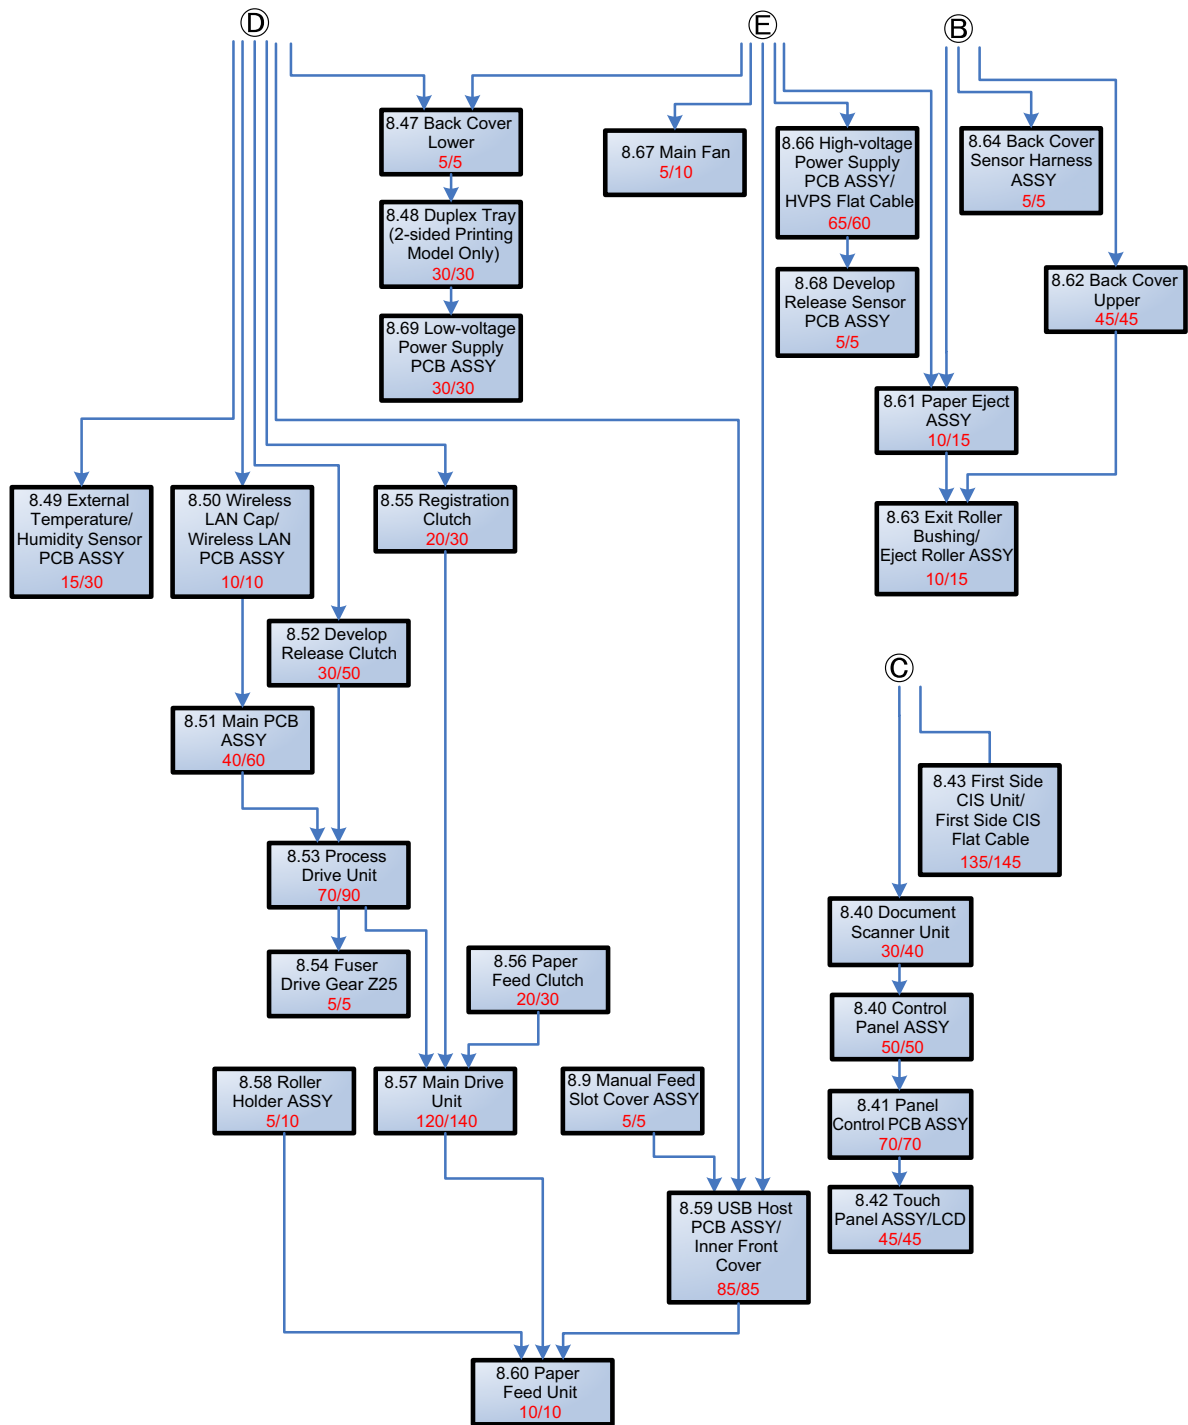 D
E
B
8.47 Back Cover
Lower
5/5
8.67 Main Fan
5/10
8.66 High-voltage
Power Supply
PCB ASSY/
HVPS Flat Cable
65/60
8.64 Back Cover
Sensor Harness
ASSY
5/5
8.48 Duplex Tray
(2-sided Printing
Model Only)
30/30
8.68 Develop
Release Sensor
PCB ASSY
5/5
8.62 Back Cover
Upper
45/45
8.69 Low-voltage
Power Supply
PCB ASSY
30/30
8.61 Paper Eject
ASSY
10/15
8.49 External
Temperature/
Humidity Sensor
PCB ASSY
15/30
8.50 Wireless
LAN Cap/
Wireless LAN
PCB ASSY
10/10
8.55 Registration
Clutch
20/30
8.63 Exit Roller
Bushing/
Eject Roller ASSY
10/15
8.52 Develop
Release Clutch
30/50
C
8.51 Main PCB
ASSY
40/60
8.43 First Side
CIS Unit/
First Side CIS
Flat Cable
135/145
8.53 Process
Drive Unit
70/90
8.40 Document
Scanner Unit
30/40
8.54 Fuser
Drive Gear Z25
5/5
8.56 Paper
Feed Clutch
20/30
8.40 Control
Panel ASSY
50/50
8.58 Roller
Holder ASSY
5/10
8.57 Main Drive
Unit
120/140
8.9 Manual Feed
Slot Cover ASSY
5/5
8.41 Panel
Control PCB ASSY
70/70
8.59 USB Host
PCB ASSY/
Inner Front
Cover
85/85
8.42 Touch
Panel ASSY/LCD
45/45
8.60 Paper
Feed Unit
10/10